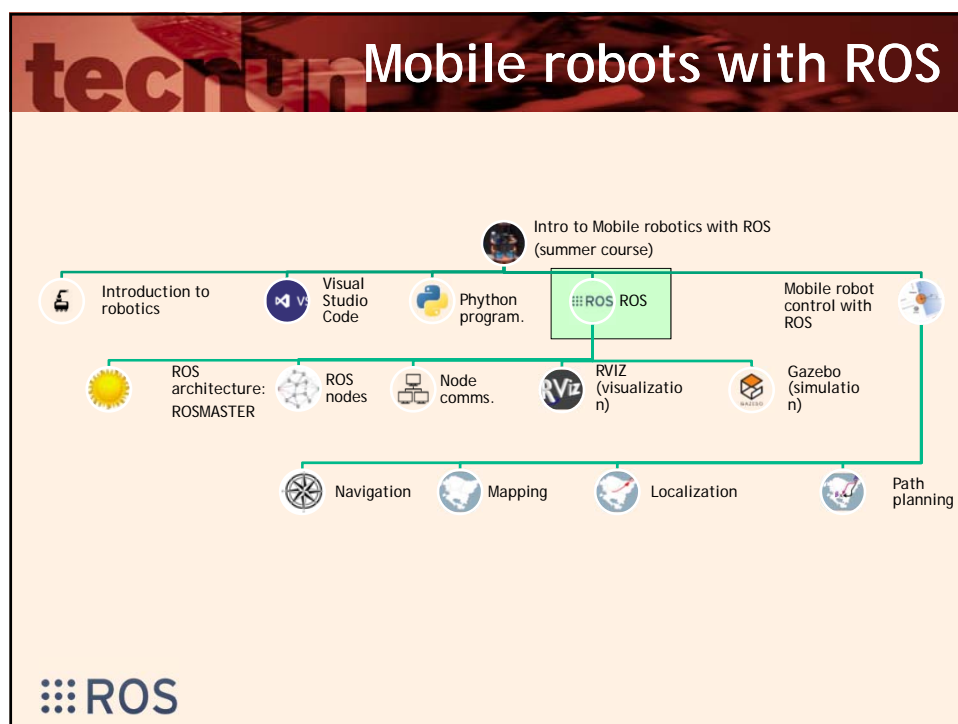 tecnun
Mobile robots with ROS
Intro to Mobile robotics with ROS
(summer course)
Introduction to
robotics
VS
Visual
Studio
Code
Phython
program.
ROS
ROS
Mobile robot
control with
ROS
ROS
architecture:
ROSMASTER
ROS
nodes
Node
comms.
RViz
RVIZ
(visualizatio
n)
GAZEBO
Gazebo
(simulatio
n)
Navigation
Mapping
Localization
Path
planning
ROS